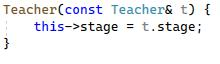 Teacher(const Teacher& t) {
    this->stage = t.stage;
}